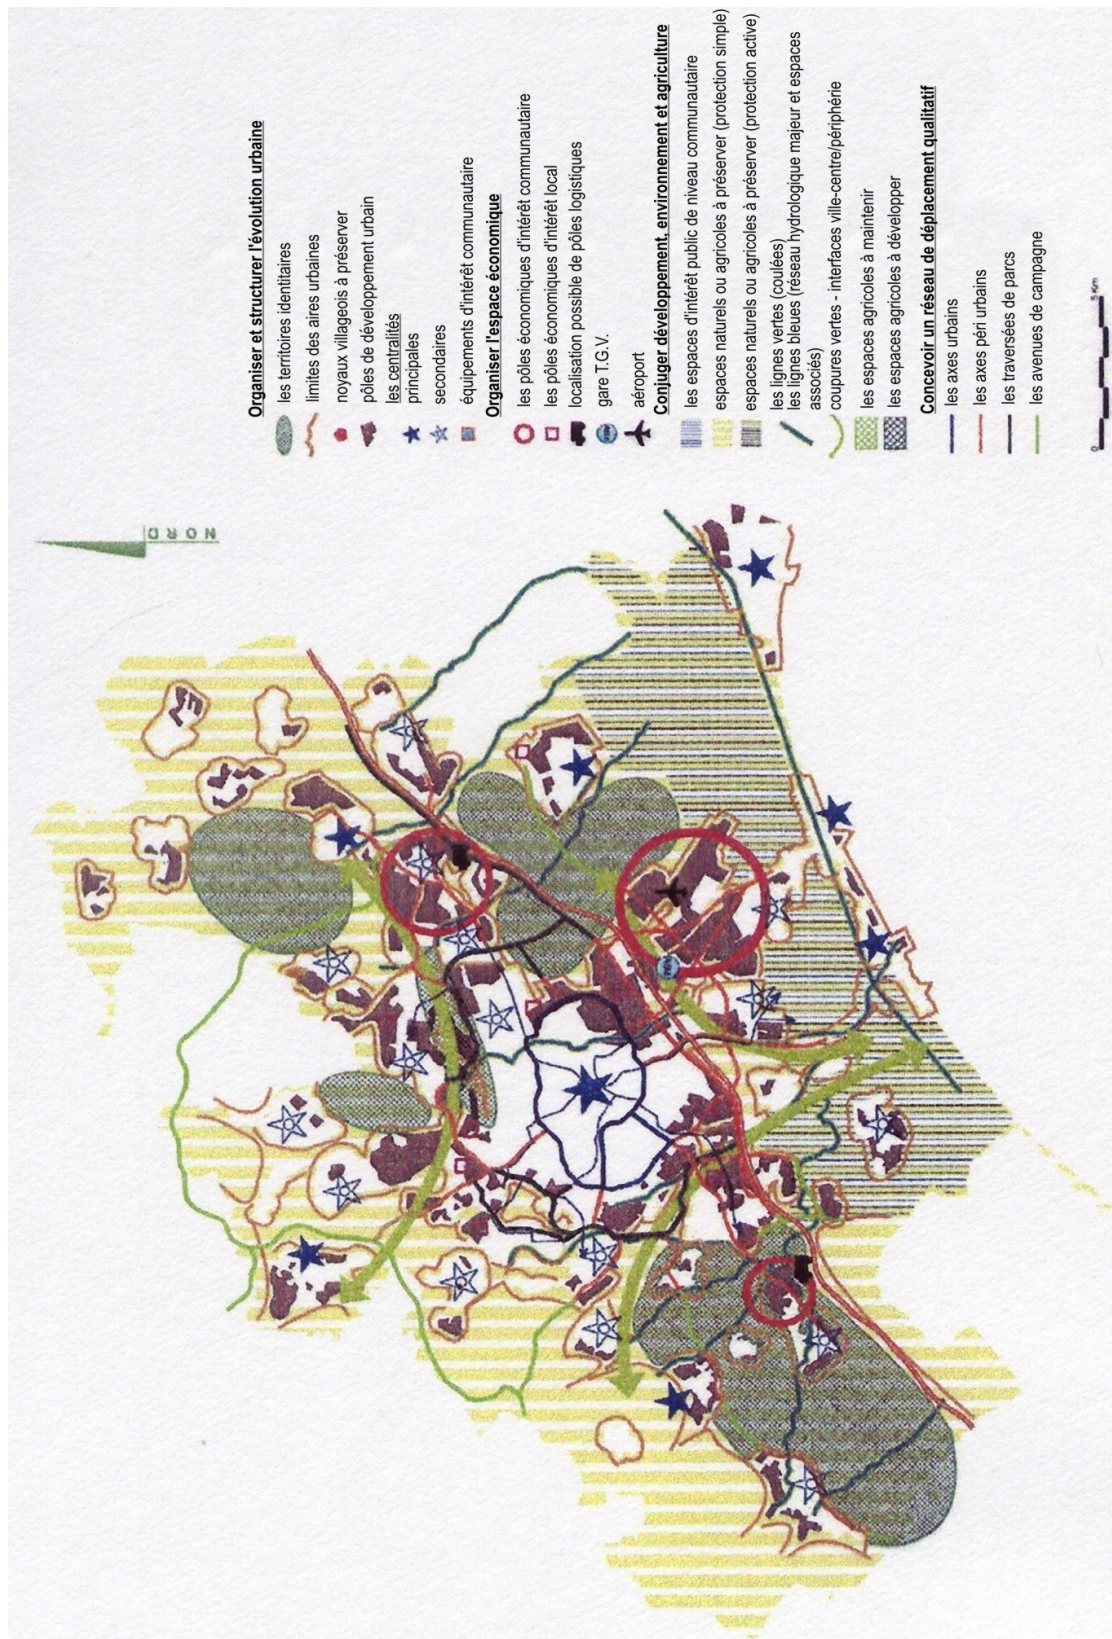 Organiser et structurer l'évolution urbaine
les territoires identitaires
limites des aires urbaines
noyaux villageois à préserver
pôles de développement urbain
les centralités
principales
secondaires
équipements d'intérêt communautaire
Organiser l'espace économique
les pôles économiques d'intérêt communautaire
les pôles économiques d'intérêt local
localisation possible de pôles logistiques
gare T.G.V.
aéroport
Conjuger développement, environnement et agriculture
les espaces d'intérêt public de niveau communautaire
espaces naturels ou agricoles à préserver (protection simple)
espaces naturels ou agricoles à préserver (protection active)
les lignes vertes (coulées)
les lignes bleues (réseau hydrologique majeur et espaces
associés)
coupures vertes - interfaces ville-centre/périphérie
les espaces agricoles à maintenir
les espaces agricoles à développer
Concevoir un réseau de déplacement qualitatif
les axes urbains
les axes péri urbains
les traversées de parcs
les avenues de campagne
NORD
0 5 Km